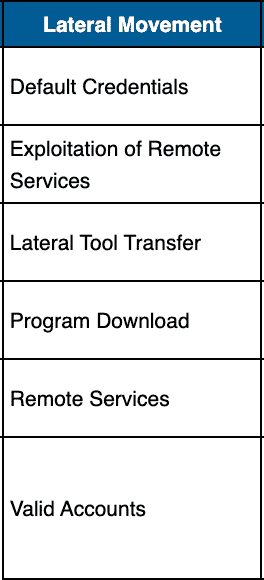 Lateral Movement
Default Credentials
Exploitation of Remote
Services
Lateral Tool Transfer
Program Download
Remote Services
Valid Accounts